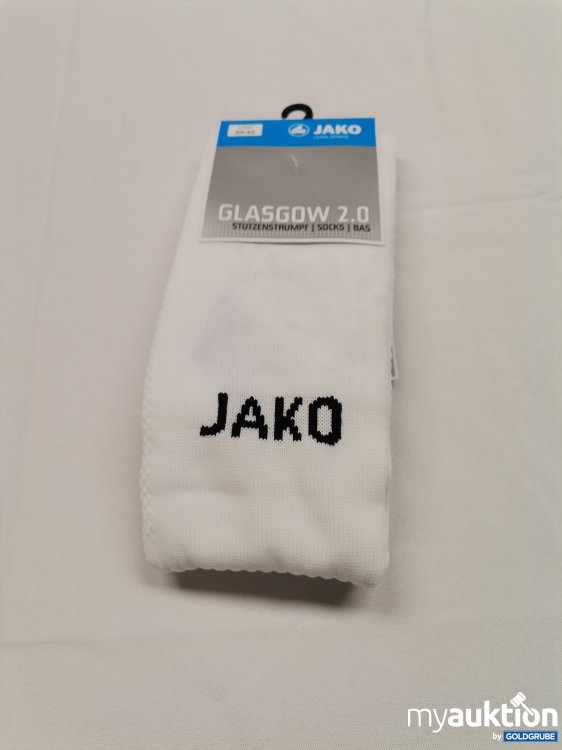 JAKO
GLASGOW 2.0
STUTZENSTRUMPF | SOCKS | BAS
JAKO
myauktion
by GOLDGRUBE